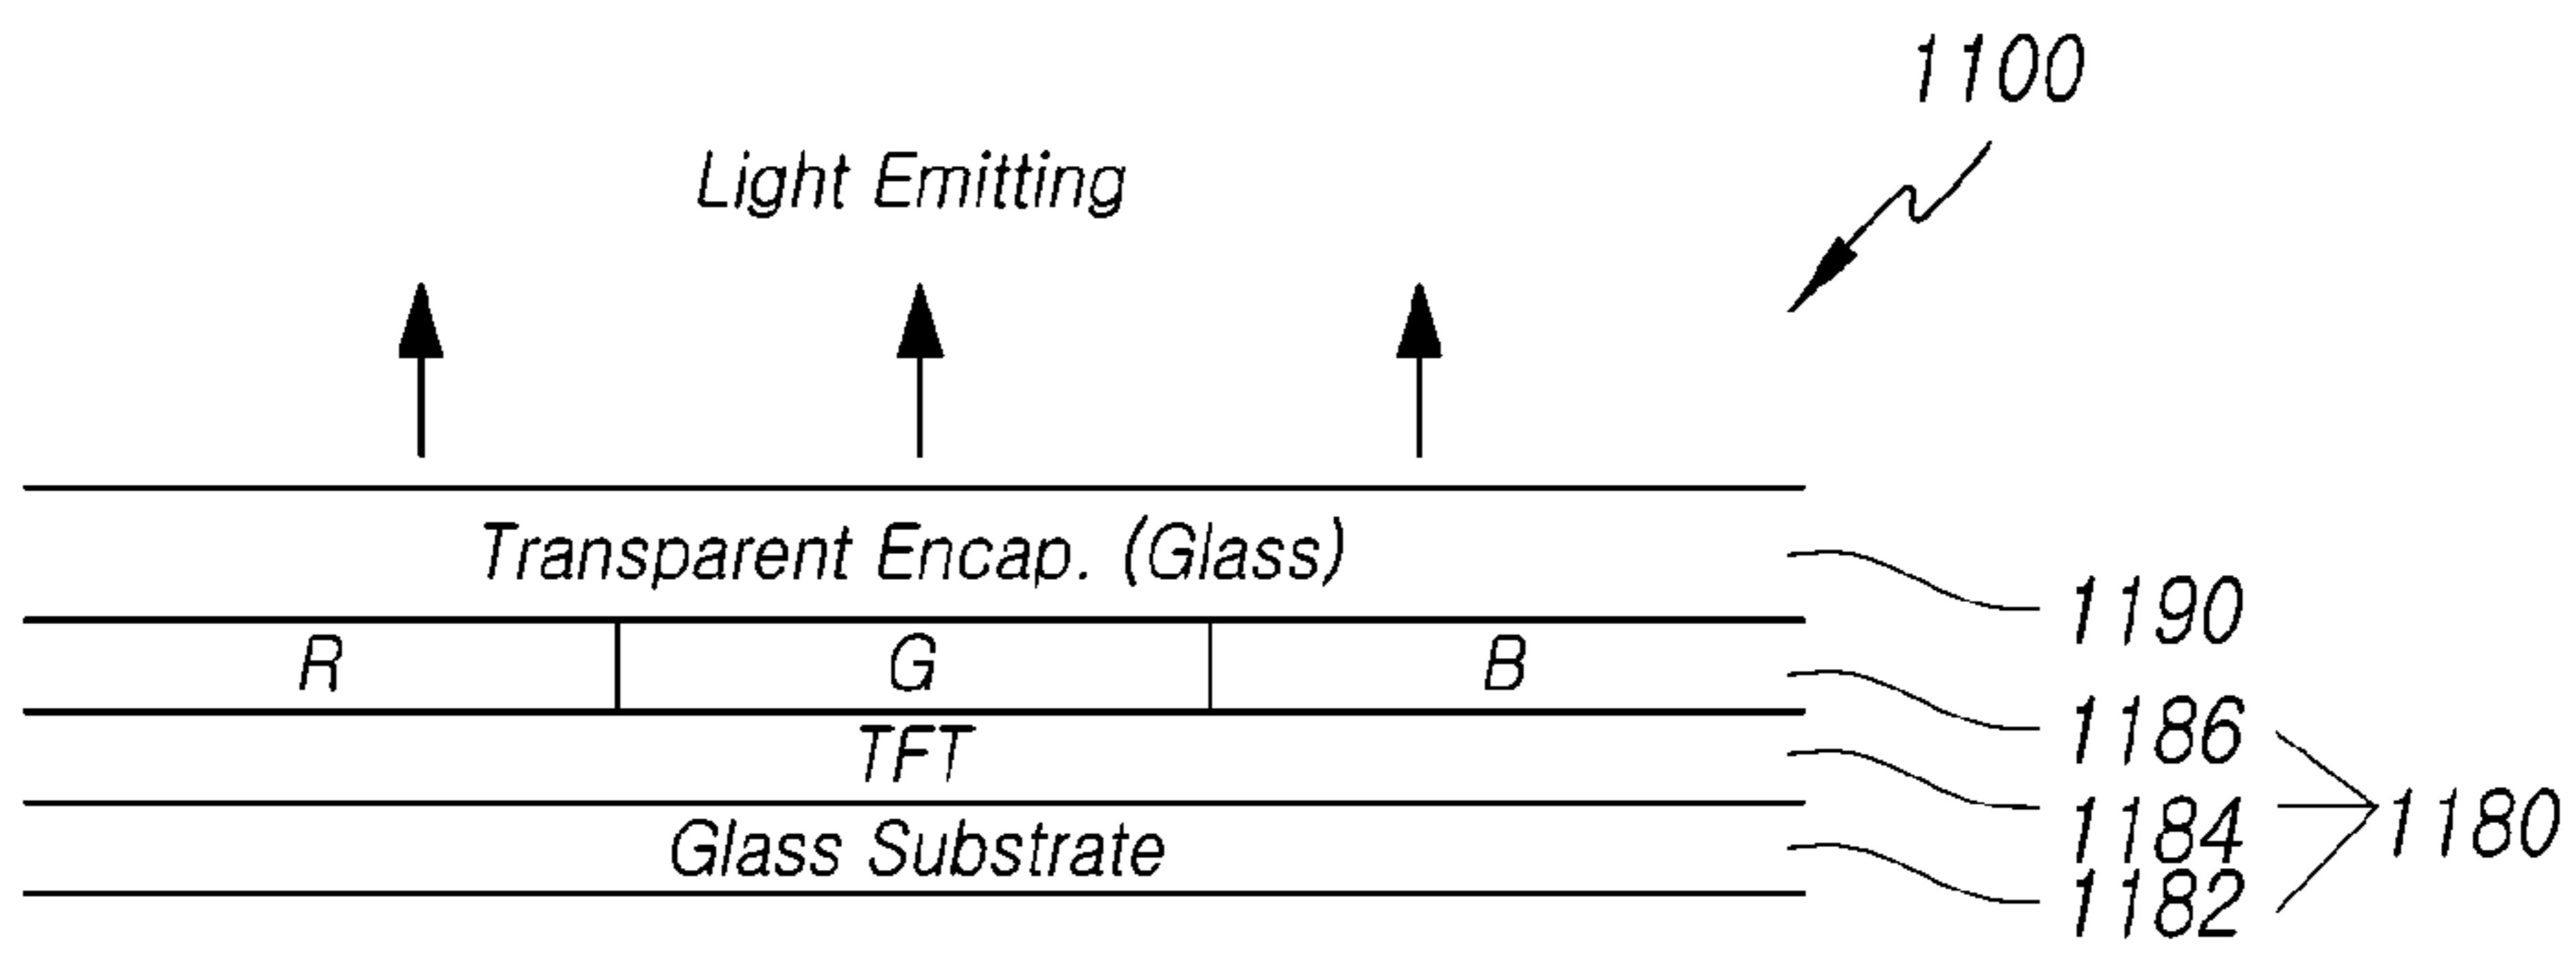 1100
Light Emitting
Transparent Encap. (Glass)
1190
R G B
1186
TFT
1184
1180
Glass Substrate
1182